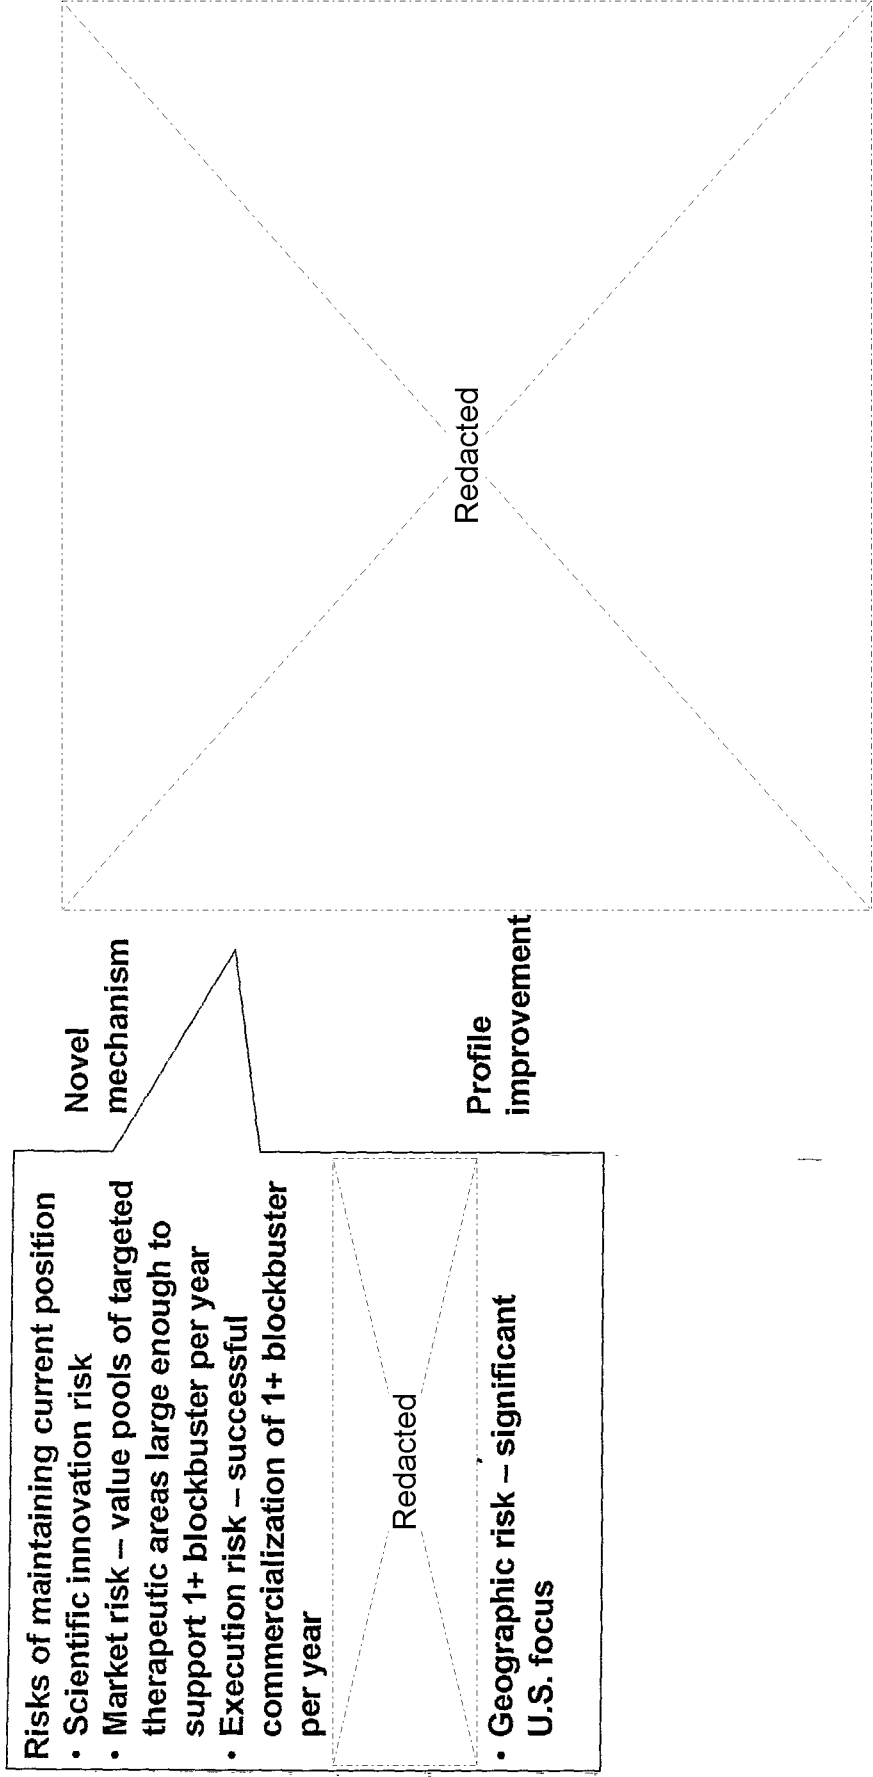 Risks of maintaining current position
• Scientific innovation risk
• Market risk – value pools of targeted
therapeutic areas large enough to
support 1+ blockbuster per year
• Execution risk – successful
commercialization of 1+ blockbuster
per year
Redacted
• Geographic risk – significant
U.S. focus
Novel
mechanism
Profile
improvement
Redacted